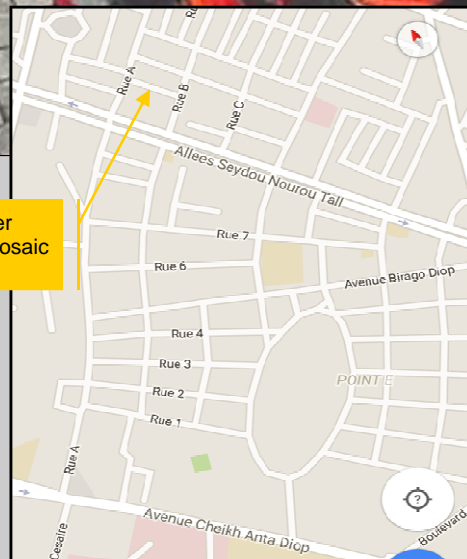 Ru
Rue A
Rue B
Rue C
Allees Seydou Nourou Tall
er
osaic
Rue 7
Rue 6
Avenue Birago Diop
Rue 4
Rue 3
POINT E
Rue 2
Rue 1
Rue A
Cesaire
Avenue Cheikh Anta Diop
Boulevard
?